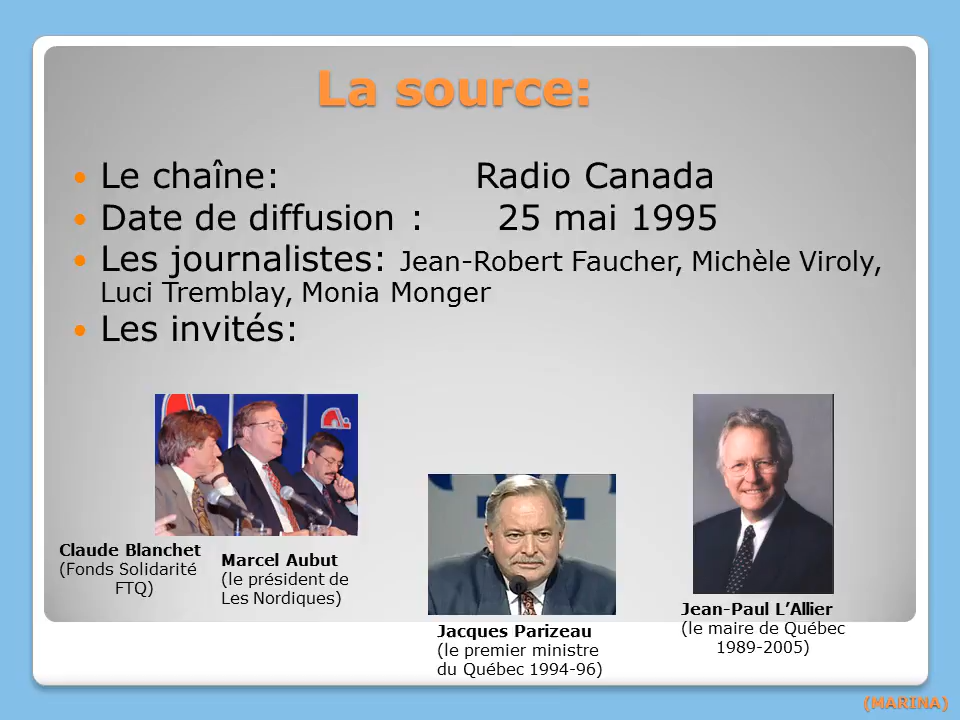 La source:
Le chaîne: Radio Canada
Date de diffusion : 25 mai 1995
Les journalistes: Jean-Robert Faucher, Michèle Viroly,
Luci Tremblay, Monia Monger
Les invités:
Claude Blanchet
(Fonds Solidarité
FTQ)
Marcel Aubut
(le président de
Les Nordiques)
Jacques Parizeau
(le premier ministre
du Québec 1994-96)
Jean-Paul L’Allier
(le maire de Québec
1989-2005)
(MARINA)